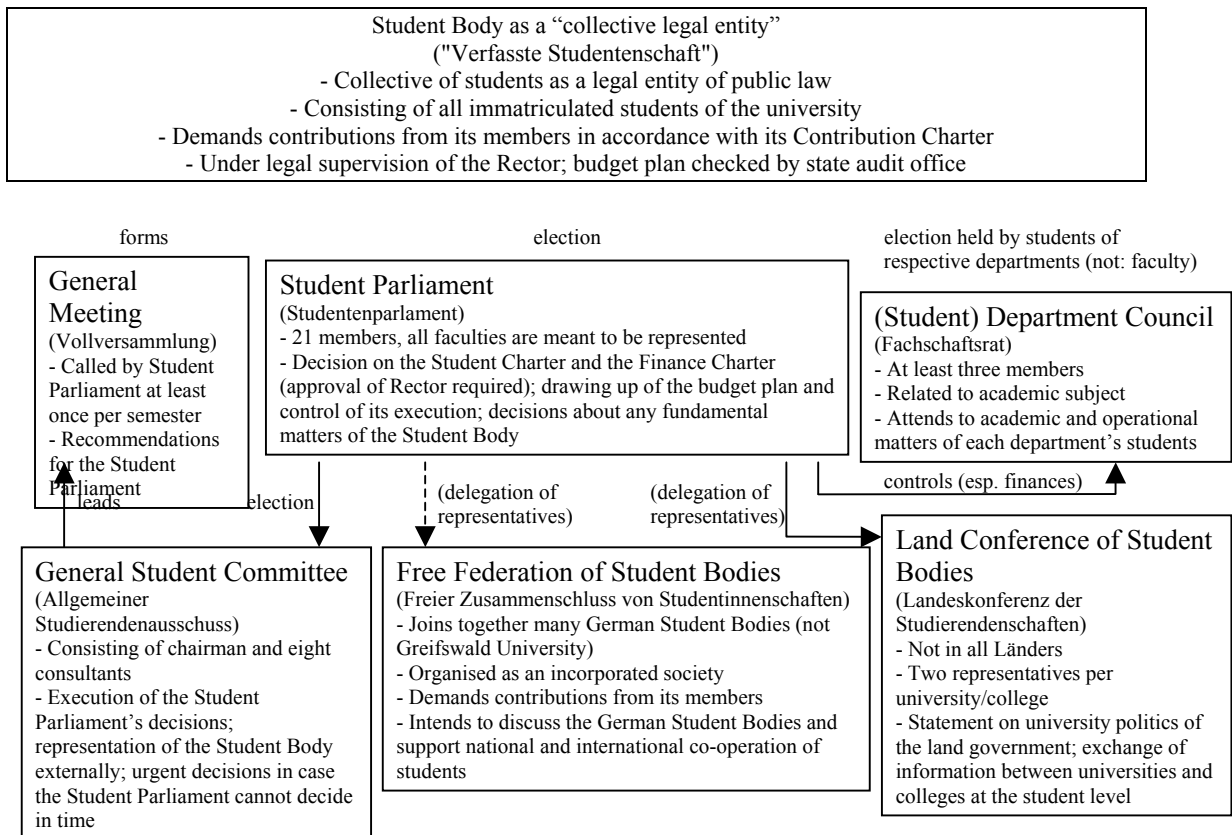 Student Body as a “collective legal entity”
("Verfasste Studentenschaft")
- Collective of students as a legal entity of public law
- Consisting of all immatriculated students of the university
- Demands contributions from its members in accordance with its Contribution Charter
- Under legal supervision of the Rector; budget plan checked by state audit office
forms
election
election held by students of
respective departments (not: faculty)
General
Meeting
(Vollversammlung)
- Called by Student
Parliament at least
once per semester
- Recommendations
for the Student
Parliament
Student Parliament
(Studentenparlament)
- 21 members, all faculties are meant to be represented
- Decision on the Student Charter and the Finance Charter
(approval of Rector required); drawing up of the budget plan and
control of its execution; decisions about any fundamental
matters of the Student Body
(Student) Department Council
(Fachschaftsrat)
- At least three members
- Related to academic subject
- Attends to academic and operational
matters of each department’s students
leads
election
(delegation of
representatives)
(delegation of
representatives)
controls (esp. finances)
General Student Committee
(Allgemeiner
Studierendenausschuss)
- Consisting of chairman and eight
consultants
- Execution of the Student
Parliament’s decisions;
representation of the Student Body
externally; urgent decisions in case
the Student Parliament cannot decide
in time
Free Federation of Student Bodies
(Freier Zusammenschluss von Studentinnenschaften)
- Joins together many German Student Bodies (not
Greifswald University)
- Organised as an incorporated society
- Demands contributions from its members
- Intends to discuss the German Student Bodies and
support national and international co-operation of
students
Land Conference of Student
Bodies
(Landeskonferenz der
Studierendenschaften)
- Not in all Länders
- Two representatives per
university/college
- Statement on university politics of
the land government; exchange of
information between universities and
colleges at the student level